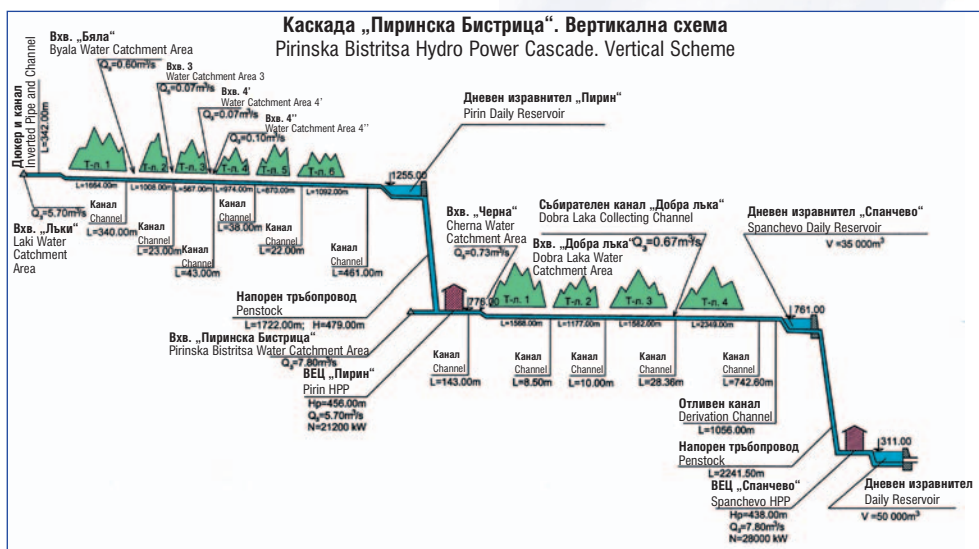 Каскада „Пиринска Бистрица“. Вертикална схема
Pirinska Bistritsa Hydro Power Cascade. Vertical Scheme
Вхв. „Бяла“
Byala Water Catchment Area
Q₃=0.60m³/s
Вхв. 3
Water Catchment Area 3
Q₃=0.07m³/s
Вхв. 4'
Water Catchment Area 4'
Q₃=0.07m³/s
Вхв. 4''
Water Catchment Area 4''
Q₃=0.10m³/s
Дюкер и канал
Inverted Pipe and Channel
L=342.00m
Дневен изравнител „Пирин“
Pirin Daily Reservoir
1255.00
Т-л. 1
Т-л. 2
Т-л. 3
Т-л. 4
Т-л. 5
Т-л. 6
L=1664.00m
L=1008.00m
L=567.00m
L=974.00m
L=870.00m
L=1092.00m
Q₃=5.70m³/s
Вхв. „Лъки“
Laki Water
Catchment
Area
Канал
Channel
L=340.00m
Канал
Channel
L=23.00m
Канал
Channel
L=43.00m
Канал
Channel
L=38.00m
Канал
Channel
L=22.00m
Канал
Channel
L=461.00m
Вхв. „Черна“
Cherna Water
Catchment Area
Q₃=0.73m³/s
Събирателен канал „Добра лъка“
Dobra Laka Collecting Channel
Q₃=0.67m³/s
Вхв. „Добра лъка“
Dobra Laka Water
Catchment Area
Дневен изравнител „Спанчево“
Spanchevo Daily Reservoir
V =35 000m³
Напорен тръбопровод
Penstock
L=1722.00m; H=479.00m
776.00
Т-л. 1
Т-л. 2
Т-л. 3
Т-л. 4
L=1566.00m
L=1177.00m
L=1582.00m
L=2349.00m
761.00
Вхв. „Пиринска Бистрица“
Pirinska Bistritsa Water Catchment Area
Q₃=7.80m³/s
ВЕЦ „Пирин“
Pirin HPP
Hp=456.00m
Q₃=5.70m³/s
N=21200 kW
Канал
Channel
L=143.00m
Канал
Channel
L=8.50m
Канал
Channel
L=10.00m
Канал
Channel
L=28.36m
Канал
Channel
L=742.60m
Отливен канал
Derivation Channel
L=1056.00m
Напорен тръбопровод
Penstock
L=2241.50m
311.00
ВЕЦ „Спанчево“
Spanchevo HPP
Hp=438.00m
Q₃=7.80m³/s
N=28000 kW
Дневен изравнител
Daily Reservoir
V =50 000m³